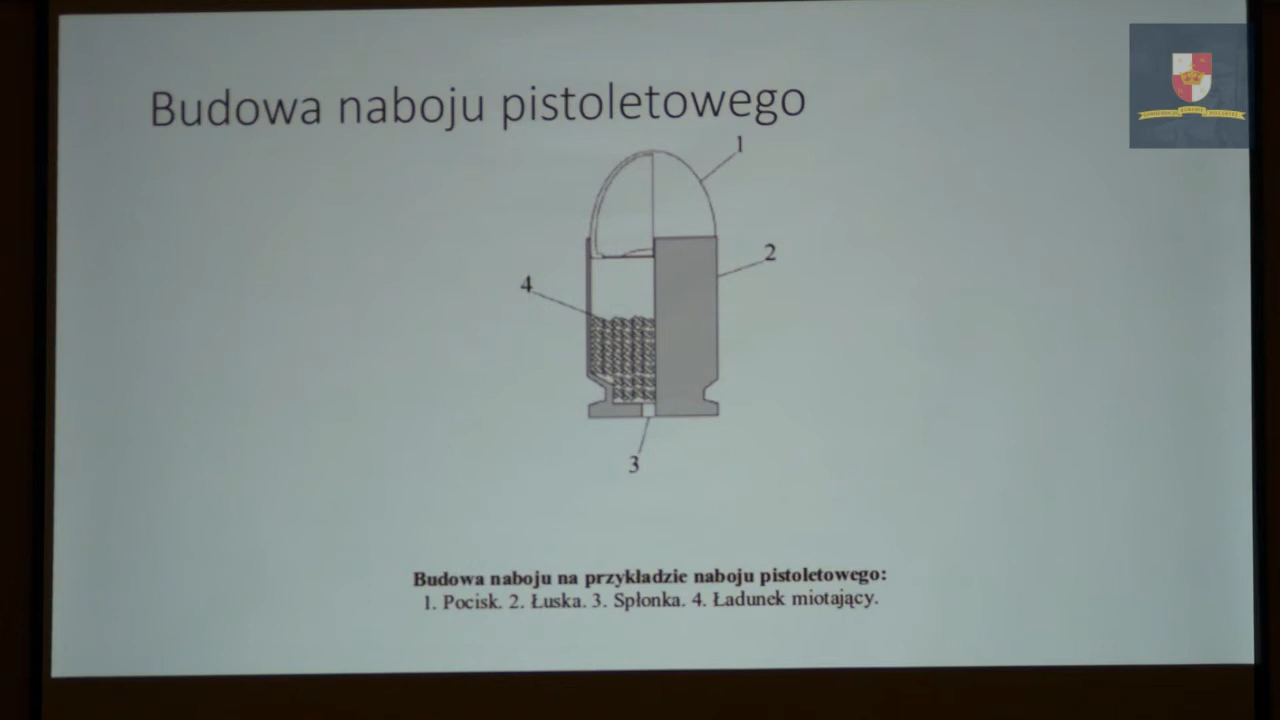 Budowa naboju pistoletowego
1
2
4
3
Budowa naboju na przykładzie naboju pistoletowego:
1. Pocisk. 2. Łuska. 3. Spłonka. 4. Ładunek miotający.